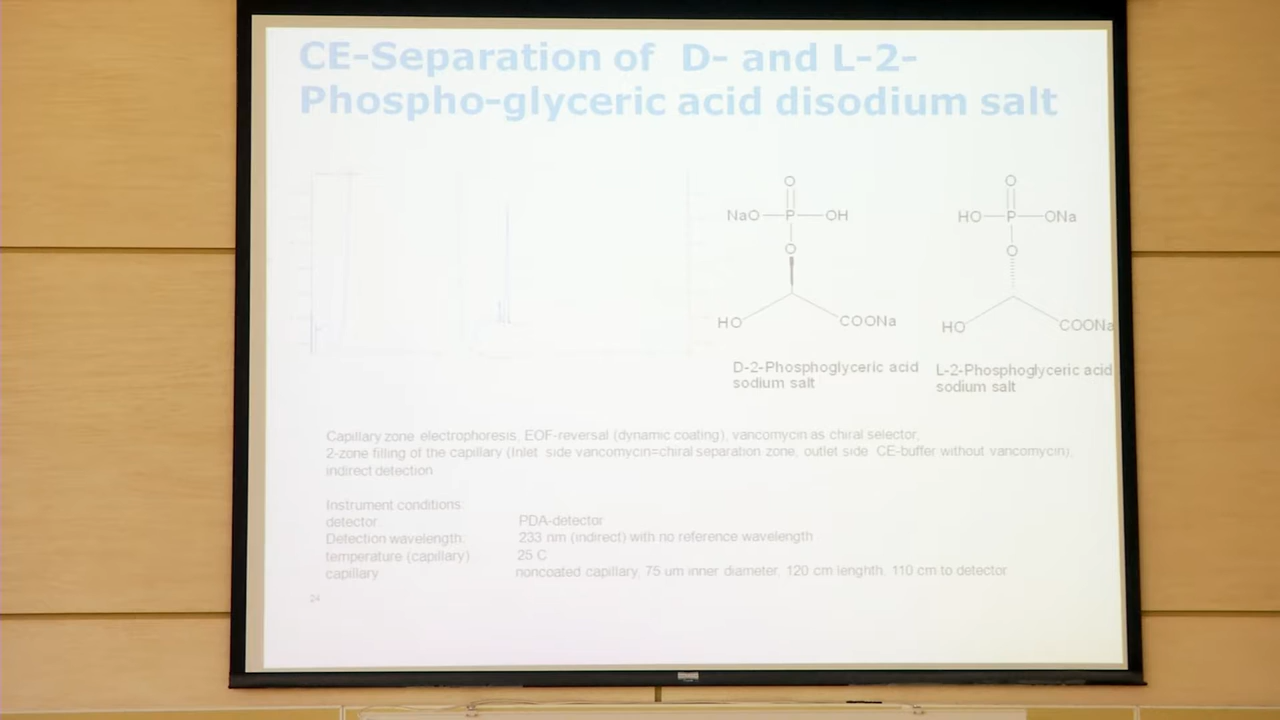 CE-Separation of D- and L-2-
Phospho-glyceric acid disodium salt
O
NaO P OH
O
HO COONa
D-2-Phosphoglyceric acid
sodium salt
O
HO P ONa
O
HO COONa
L-2-Phosphoglyceric acid
sodium salt
Capillary zone electrophoresis, EOF-reversal (dynamic coating), vancomycin as chiral selector,
2-zone filling of the capillary (Inlet side vancomycin=chiral separation zone, outlet side CE-buffer without vancomycin),
indirect detection
Instrument conditions:
detector: PDA-detector
Detection wavelength: 233 nm (indirect) with no reference wavelength
temperature (capillary): 25 C
capillary noncoated capillary, 75 um inner diameter, 120 cm lenghth, 110 cm to detector
24